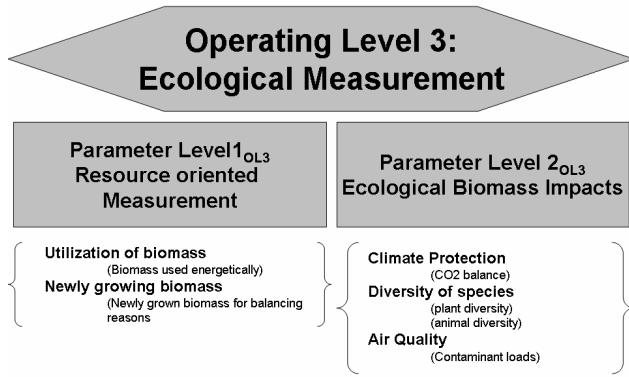 Operating Level 3:
Ecological Measurement
Parameter Level1OL3
Resource oriented
Measurement
Parameter Level 2OL3
Ecological Biomass Impacts
Utilization of biomass
(Biomass used energetically)
Newly growing biomass
(Newly grown biomass for balancing
reasons
Climate Protection
(CO2 balance)
Diversity of species
(plant diversity)
(animal diversity)
Air Quality
(Contaminant loads)